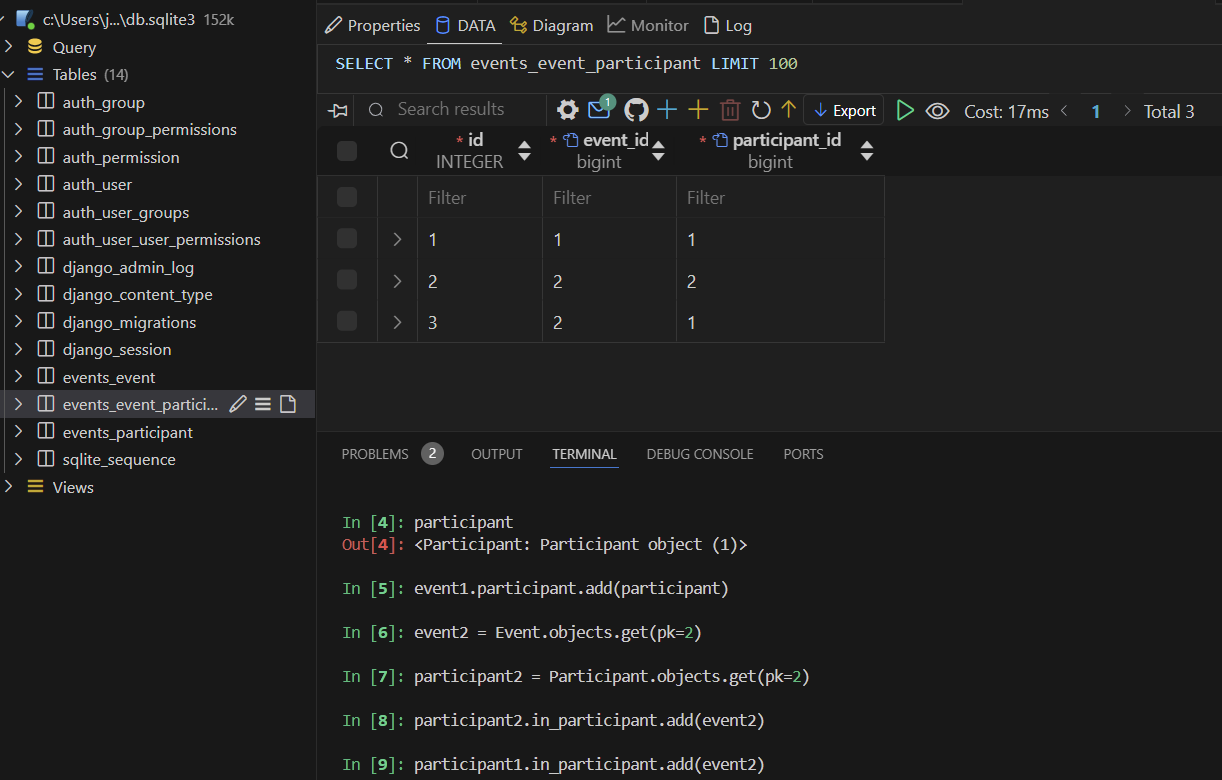 c:\Users\j...\db.sqlite3 152k
Query
Tables (14)
auth_group
auth_group_permissions
auth_permission
auth_user
auth_user_groups
auth_user_user_permissions
django_admin_log
django_content_type
django_migrations
django_session
events_event
events_event_partici...
events_participant
sqlite_sequence
Views
Properties DATA Diagram Monitor Log
SELECT * FROM events_event_participant LIMIT 100
Search results 1 Export Cost: 17ms < 1 > Total 3
* id * event_id * participant_id
INTEGER bigint bigint
Filter Filter Filter
1 1 1
2 2 2
3 2 1
PROBLEMS 2 OUTPUT TERMINAL DEBUG CONSOLE PORTS
In [4]: participant
Out[4]: <Participant: Participant object (1)>
In [5]: event1.participant.add(participant)
In [6]: event2 = Event.objects.get(pk=2)
In [7]: participant2 = Participant.objects.get(pk=2)
In [8]: participant2.in_participant.add(event2)
In [9]: participant1.in_participant.add(event2)